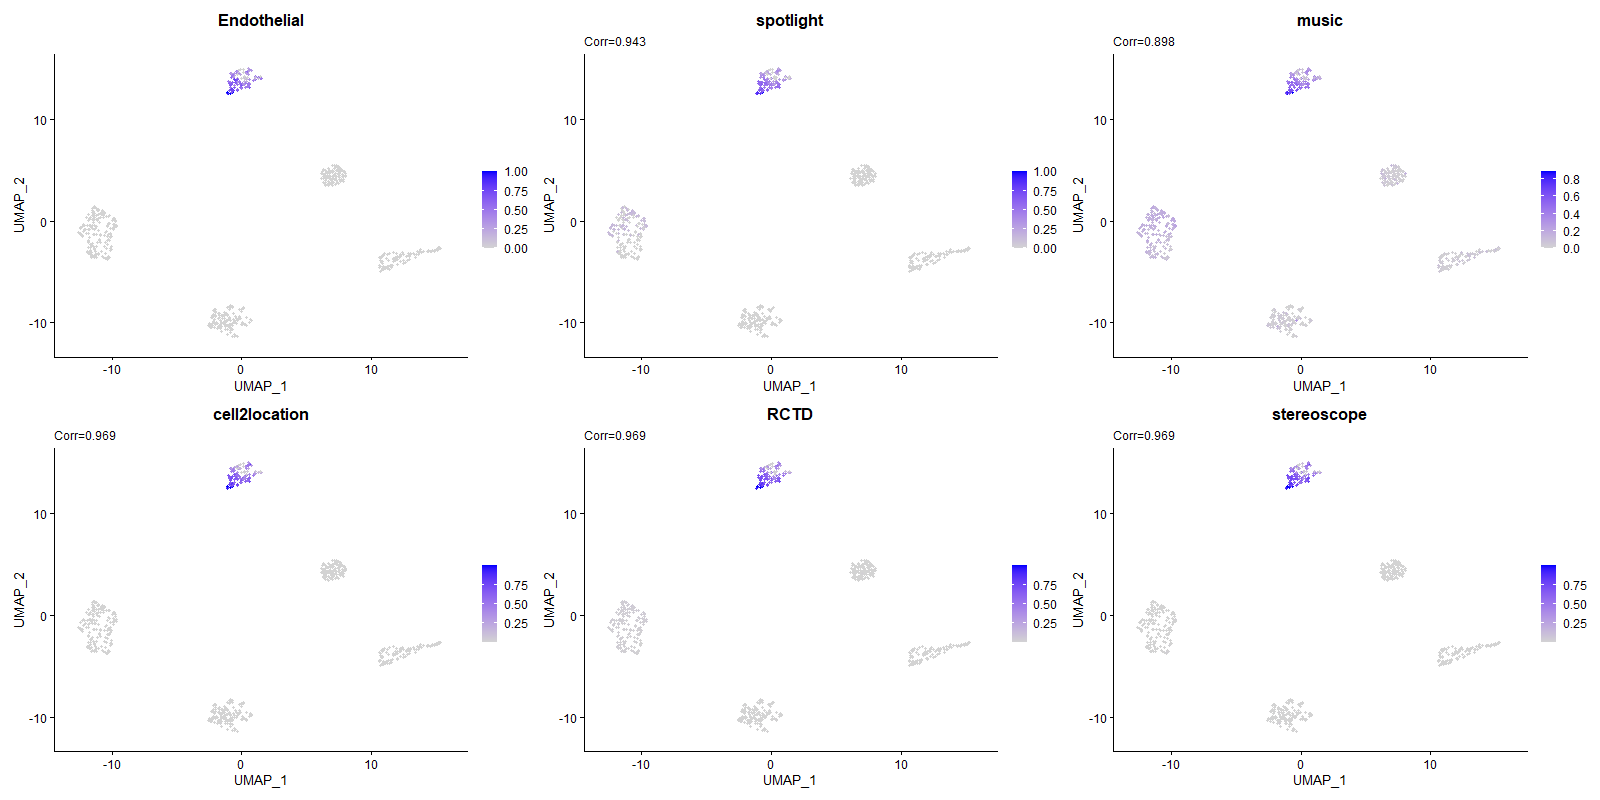 Endothelial
10
0
-10
UMAP_2
-10
0
10
UMAP_1
1.00
0.75
0.50
0.25
0.00
spotlight
Corr=0.943
10
0
-10
UMAP_2
-10
0
10
UMAP_1
1.00
0.75
0.50
0.25
0.00
music
Corr=0.898
10
0
-10
UMAP_2
-10
0
10
UMAP_1
0.8
0.6
0.4
0.2
0.0
cell2location
Corr=0.969
10
0
-10
UMAP_2
-10
0
10
UMAP_1
0.75
0.50
0.25
RCTD
Corr=0.969
10
0
-10
UMAP_2
-10
0
10
UMAP_1
0.75
0.50
0.25
stereoscope
Corr=0.969
10
0
-10
UMAP_2
-10
0
10
UMAP_1
0.75
0.50
0.25